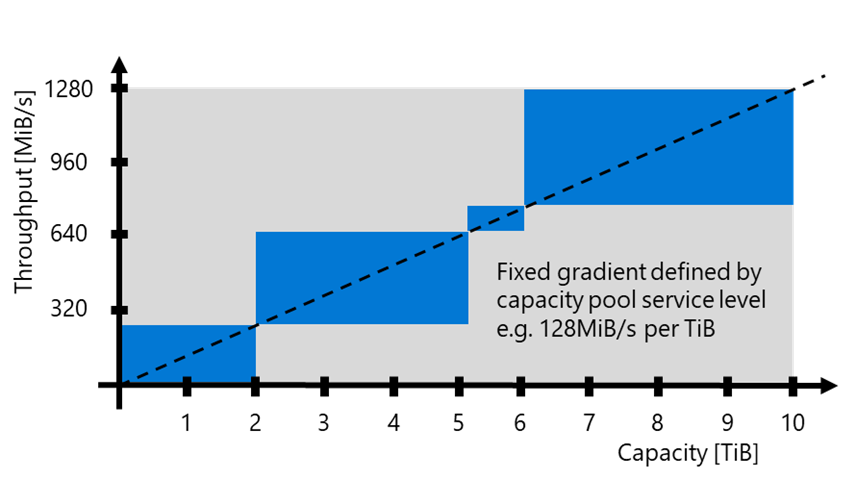 Throughput [MiB/s]
1280
960
640
320
Fixed gradient defined by
capacity pool service level
e.g. 128MiB/s per TiB
1 2 3 4 5 6 7 8 9 10
Capacity [TiB]